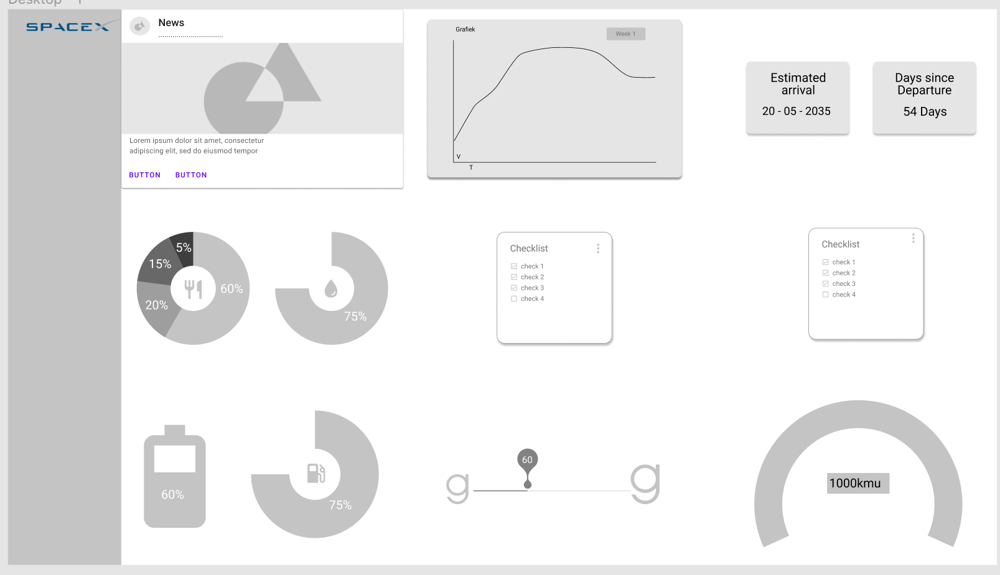 Desktop - 1
SPACEX
News
Lorem ipsum dolor sit amet, consectetur
adipiscing elit, sed do eiusmod tempor
BUTTON BUTTON
Grafiek
Week 1
V
T
Estimated
arrival
20 - 05 - 2035
Days since
Departure
54 Days
5%
15%
60%
20%
75%
Checklist
check 1
check 2
check 3
check 4
Checklist
check 1
check 2
check 3
check 4
60%
75%
g
60
g
1000kmu